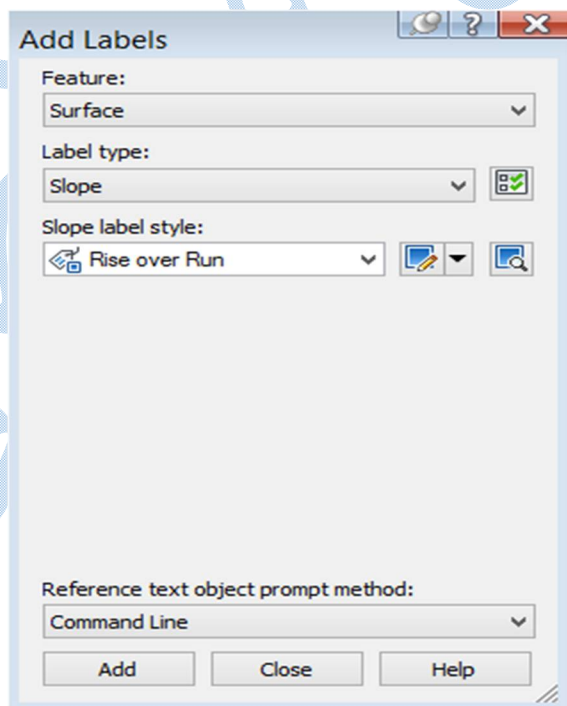 Add Labels
Feature:
Surface
Label type:
Slope
Slope label style:
Rise over Run
Reference text object prompt method:
Command Line
Add Close Help